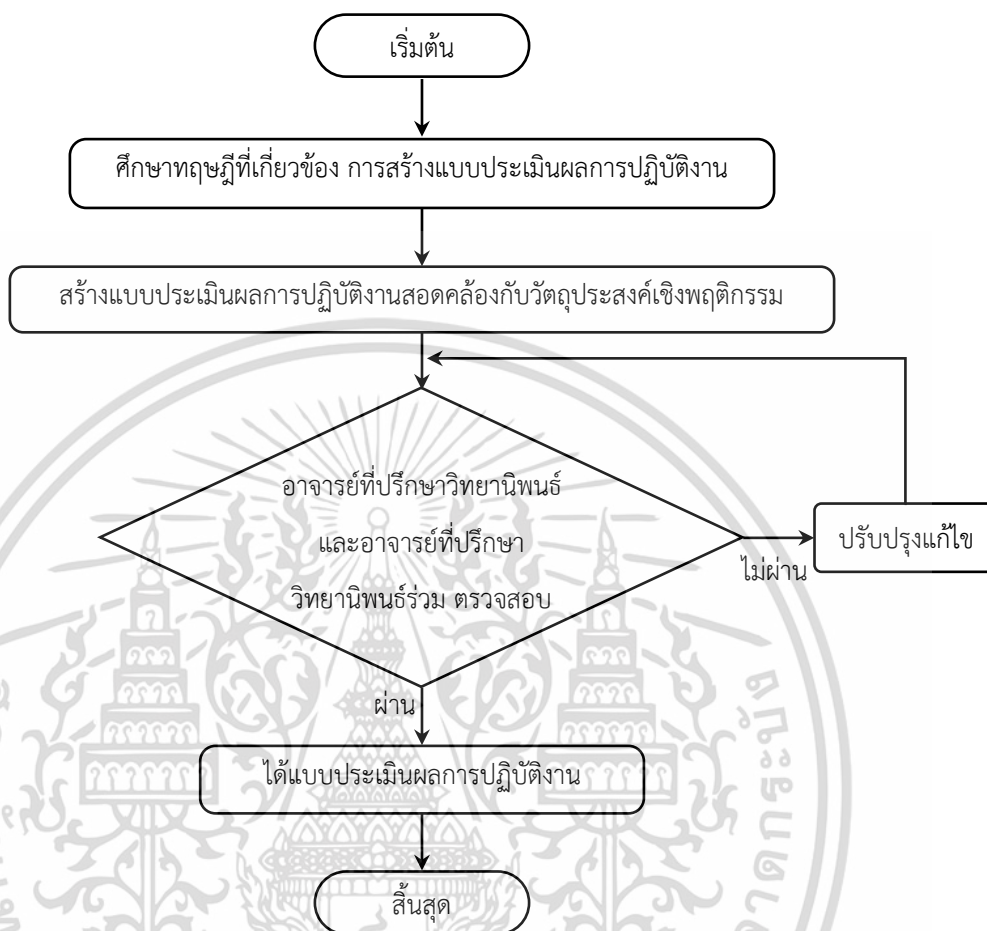 เริ่มต้น
ศึกษาทฤษฎีที่เกี่ยวข้อง การสร้างแบบประเมินผลการปฏิบัติงาน
สร้างแบบประเมินผลการปฏิบัติงานสอดคล้องกับวัตถุประสงค์เชิงพฤติกรรม
อาจารย์ที่ปรึกษาวิทยานิพนธ์
และอาจารย์ที่ปรึกษา
วิทยานิพนธ์ร่วม ตรวจสอบ
ไม่ผ่าน
ปรับปรุงแก้ไข
ผ่าน
ได้แบบประเมินผลการปฏิบัติงาน
สิ้นสุด